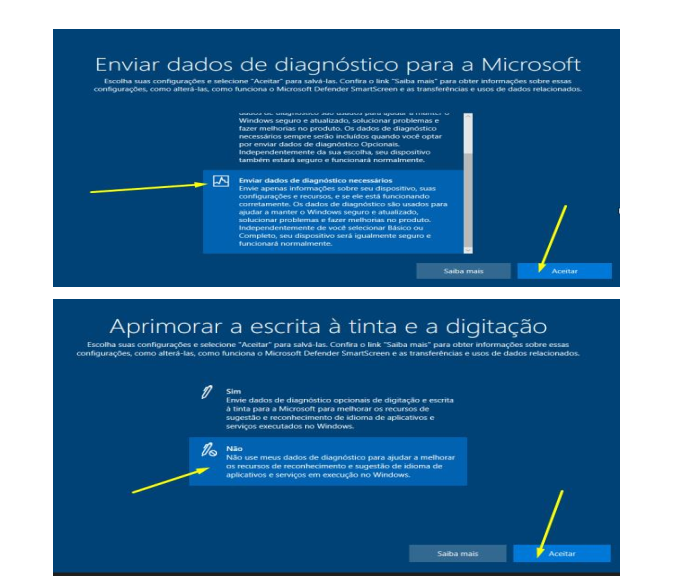 Enviar dados de diagnóstico para a Microsoft
Escolha suas configurações e selecione "Aceitar" para salvá-las. Confira o link "Saiba mais" para obter informações sobre essas
configurações, como alterá-las, como funciona o Microsoft Defender SmartScreen e as transferências e usos de dados relacionados.
dados de diagnóstico são usados para ajudar a manter o
Windows seguro e atualizado, solucionar problemas e
fazer melhorias no produto. Os dados de diagnóstico
necessários sempre serão incluídos quando você optar
por enviar dados de diagnóstico Opcionais.
Independentemente da sua escolha, seu dispositivo
também estará seguro e funcionará normalmente.
Enviar dados de diagnóstico necessários
Envie apenas informações sobre seu dispositivo, suas
configurações e recursos, e se ele está funcionando
corretamente. Os dados de diagnóstico são usados para
ajudar a manter o Windows seguro e atualizado,
solucionar problemas e fazer melhorias no produto.
Independentemente de você selecionar Básico ou
Completo, seu dispositivo será igualmente seguro e
funcionará normalmente.
Saiba mais
Aceitar
Aprimorar a escrita à tinta e a digitação
Escolha suas configurações e selecione "Aceitar" para salvá-las. Confira o link "Saiba mais" para obter informações sobre essas
configurações, como alterá-las, como funciona o Microsoft Defender SmartScreen e as transferências e usos de dados relacionados.
Sim
Envie dados de diagnóstico opcionais de digitação e escrita
à tinta para a Microsoft para melhorar os recursos de
sugestão e reconhecimento de idioma de aplicativos e
serviços executados no Windows.
Não
Não use meus dados de diagnóstico para ajudar a melhorar
os recursos de reconhecimento e sugestão de idioma de
aplicativos e serviços em execução no Windows.
Saiba mais
Aceitar